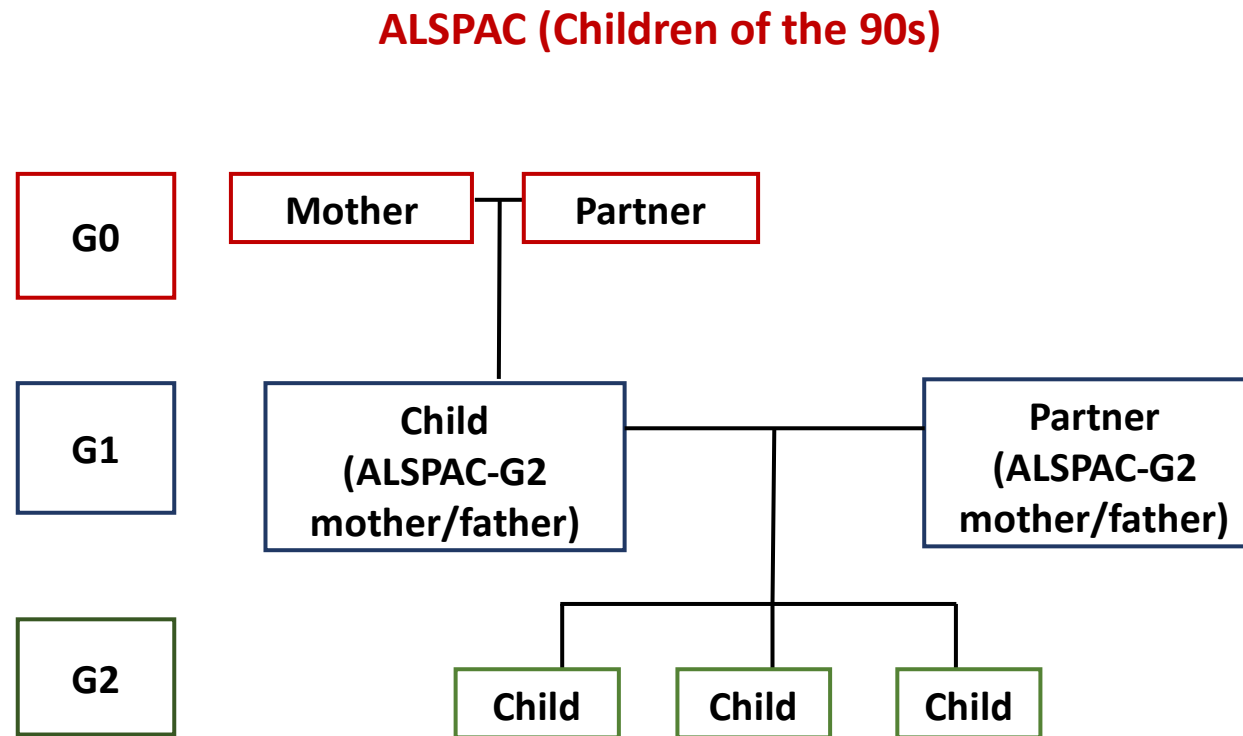 ALSPAC (Children of the 90s)
G0
Mother
Partner
G1
Child
(ALSPAC-G2
mother/father)
Partner
(ALSPAC-G2
mother/father)
G2
Child
Child
Child